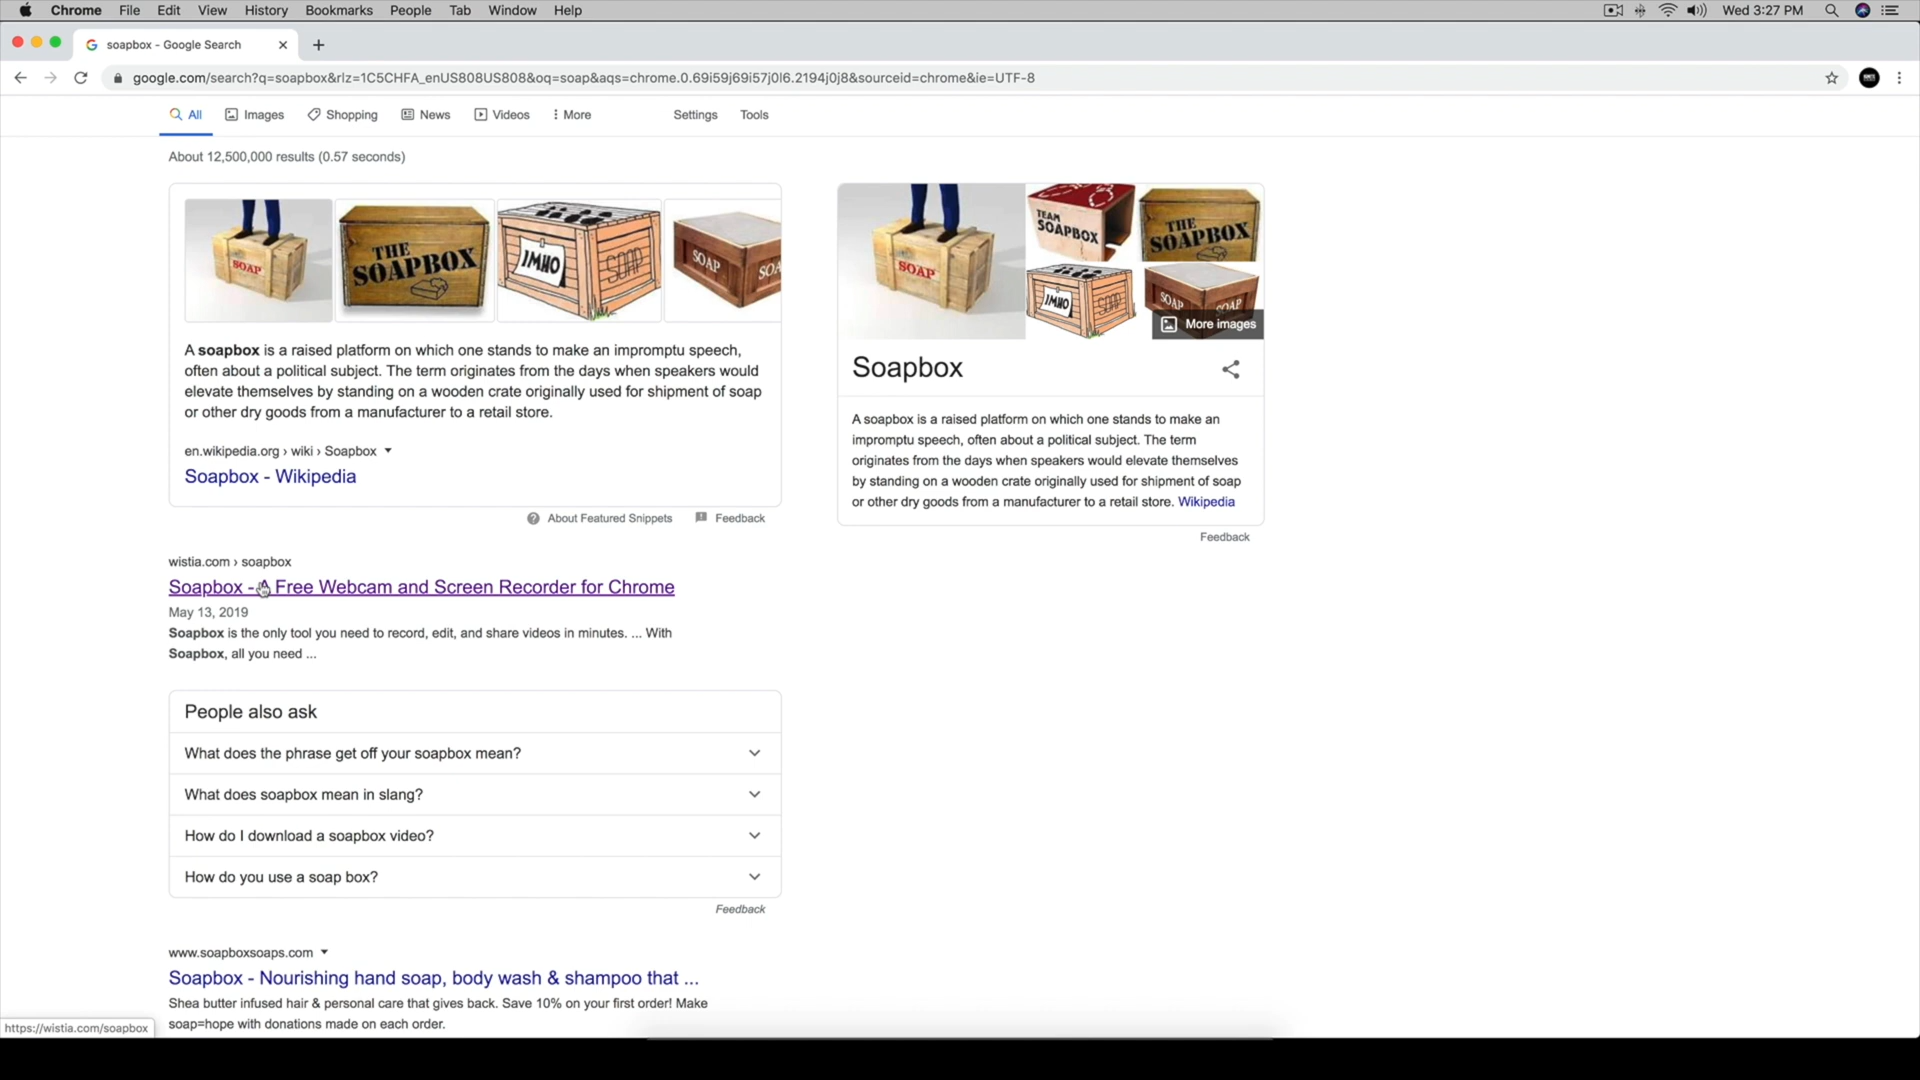 Chrome File Edit View History Bookmarks People Tab Window Help Wed 3:27 PM
soapbox - Google Search
google.com/search?q=soapbox&rlz=1C5CHFA_enUS808US808&oq=soap&aqs=chrome.0.69i59j69i57j0l6.2194j0j8&sourceid=chrome&ie=UTF-8
All Images Shopping News Videos More Settings Tools
About 12,500,000 results (0.57 seconds)
SOAP
THE SOAPBOX
IMHO SOAP
SOAP
A soapbox is a raised platform on which one stands to make an impromptu speech,
often about a political subject. The term originates from the days when speakers would
elevate themselves by standing on a wooden crate originally used for shipment of soap
or other dry goods from a manufacturer to a retail store.
en.wikipedia.org › wiki › Soapbox
Soapbox - Wikipedia
About Featured Snippets Feedback
SOAP
TEAM SOAPBOX
THE SOAPBOX
IMHO SOAP
SOAP SOAP
More images
Soapbox
A soapbox is a raised platform on which one stands to make an
impromptu speech, often about a political subject. The term
originates from the days when speakers would elevate themselves
by standing on a wooden crate originally used for shipment of soap
or other dry goods from a manufacturer to a retail store. Wikipedia
Feedback
wistia.com › soapbox
Soapbox - A Free Webcam and Screen Recorder for Chrome
May 13, 2019
Soapbox is the only tool you need to record, edit, and share videos in minutes. ... With
Soapbox, all you need ...
People also ask
What does the phrase get off your soapbox mean?
What does soapbox mean in slang?
How do I download a soapbox video?
How do you use a soap box?
Feedback
www.soapboxsoaps.com
Soapbox - Nourishing hand soap, body wash & shampoo that ...
Shea butter infused hair & personal care that gives back. Save 10% on your first order! Make
soap=hope with donations made on each order.
https://wistia.com/soapbox